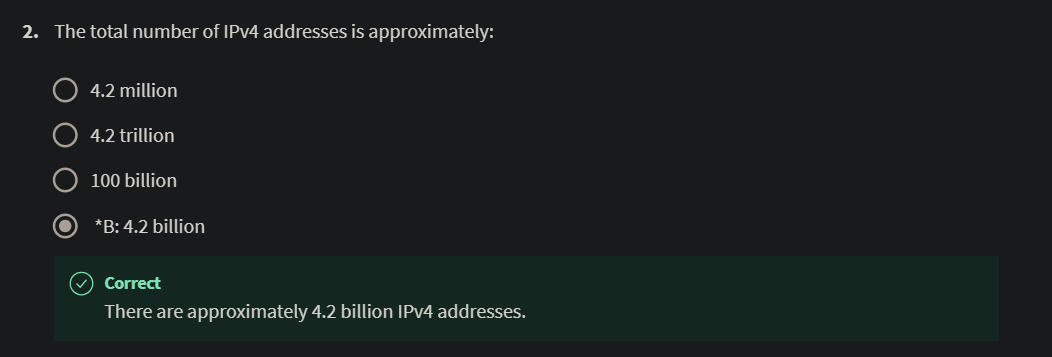 2. The total number of IPv4 addresses is approximately:
4.2 million
4.2 trillion
100 billion
*B: 4.2 billion
Correct
There are approximately 4.2 billion IPv4 addresses.